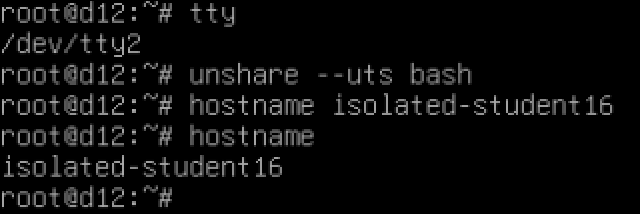 root@d12:~# tty
/dev/tty2
root@d12:~# unshare --uts bash
root@d12:~# hostname isolated-student16
root@d12:~# hostname
isolated-student16
root@d12:~#